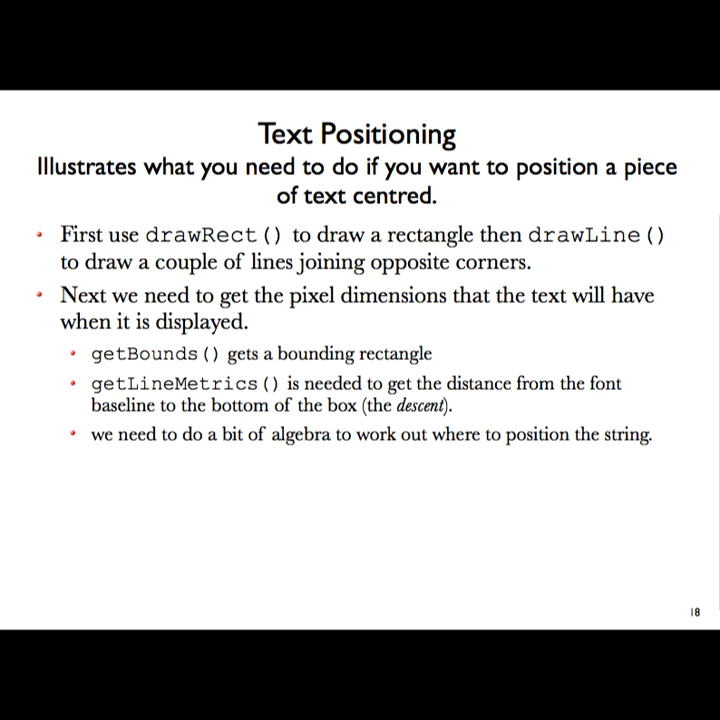 Text Positioning
Illustrates what you need to do if you want to position a piece
of text centred.
• First use drawRect() to draw a rectangle then drawLine()
to draw a couple of lines joining opposite corners.
• Next we need to get the pixel dimensions that the text will have
when it is displayed.
• getBounds() gets a bounding rectangle
• getLineMetrics() is needed to get the distance from the font
baseline to the bottom of the box (the descent).
• we need to do a bit of algebra to work out where to position the string.
18